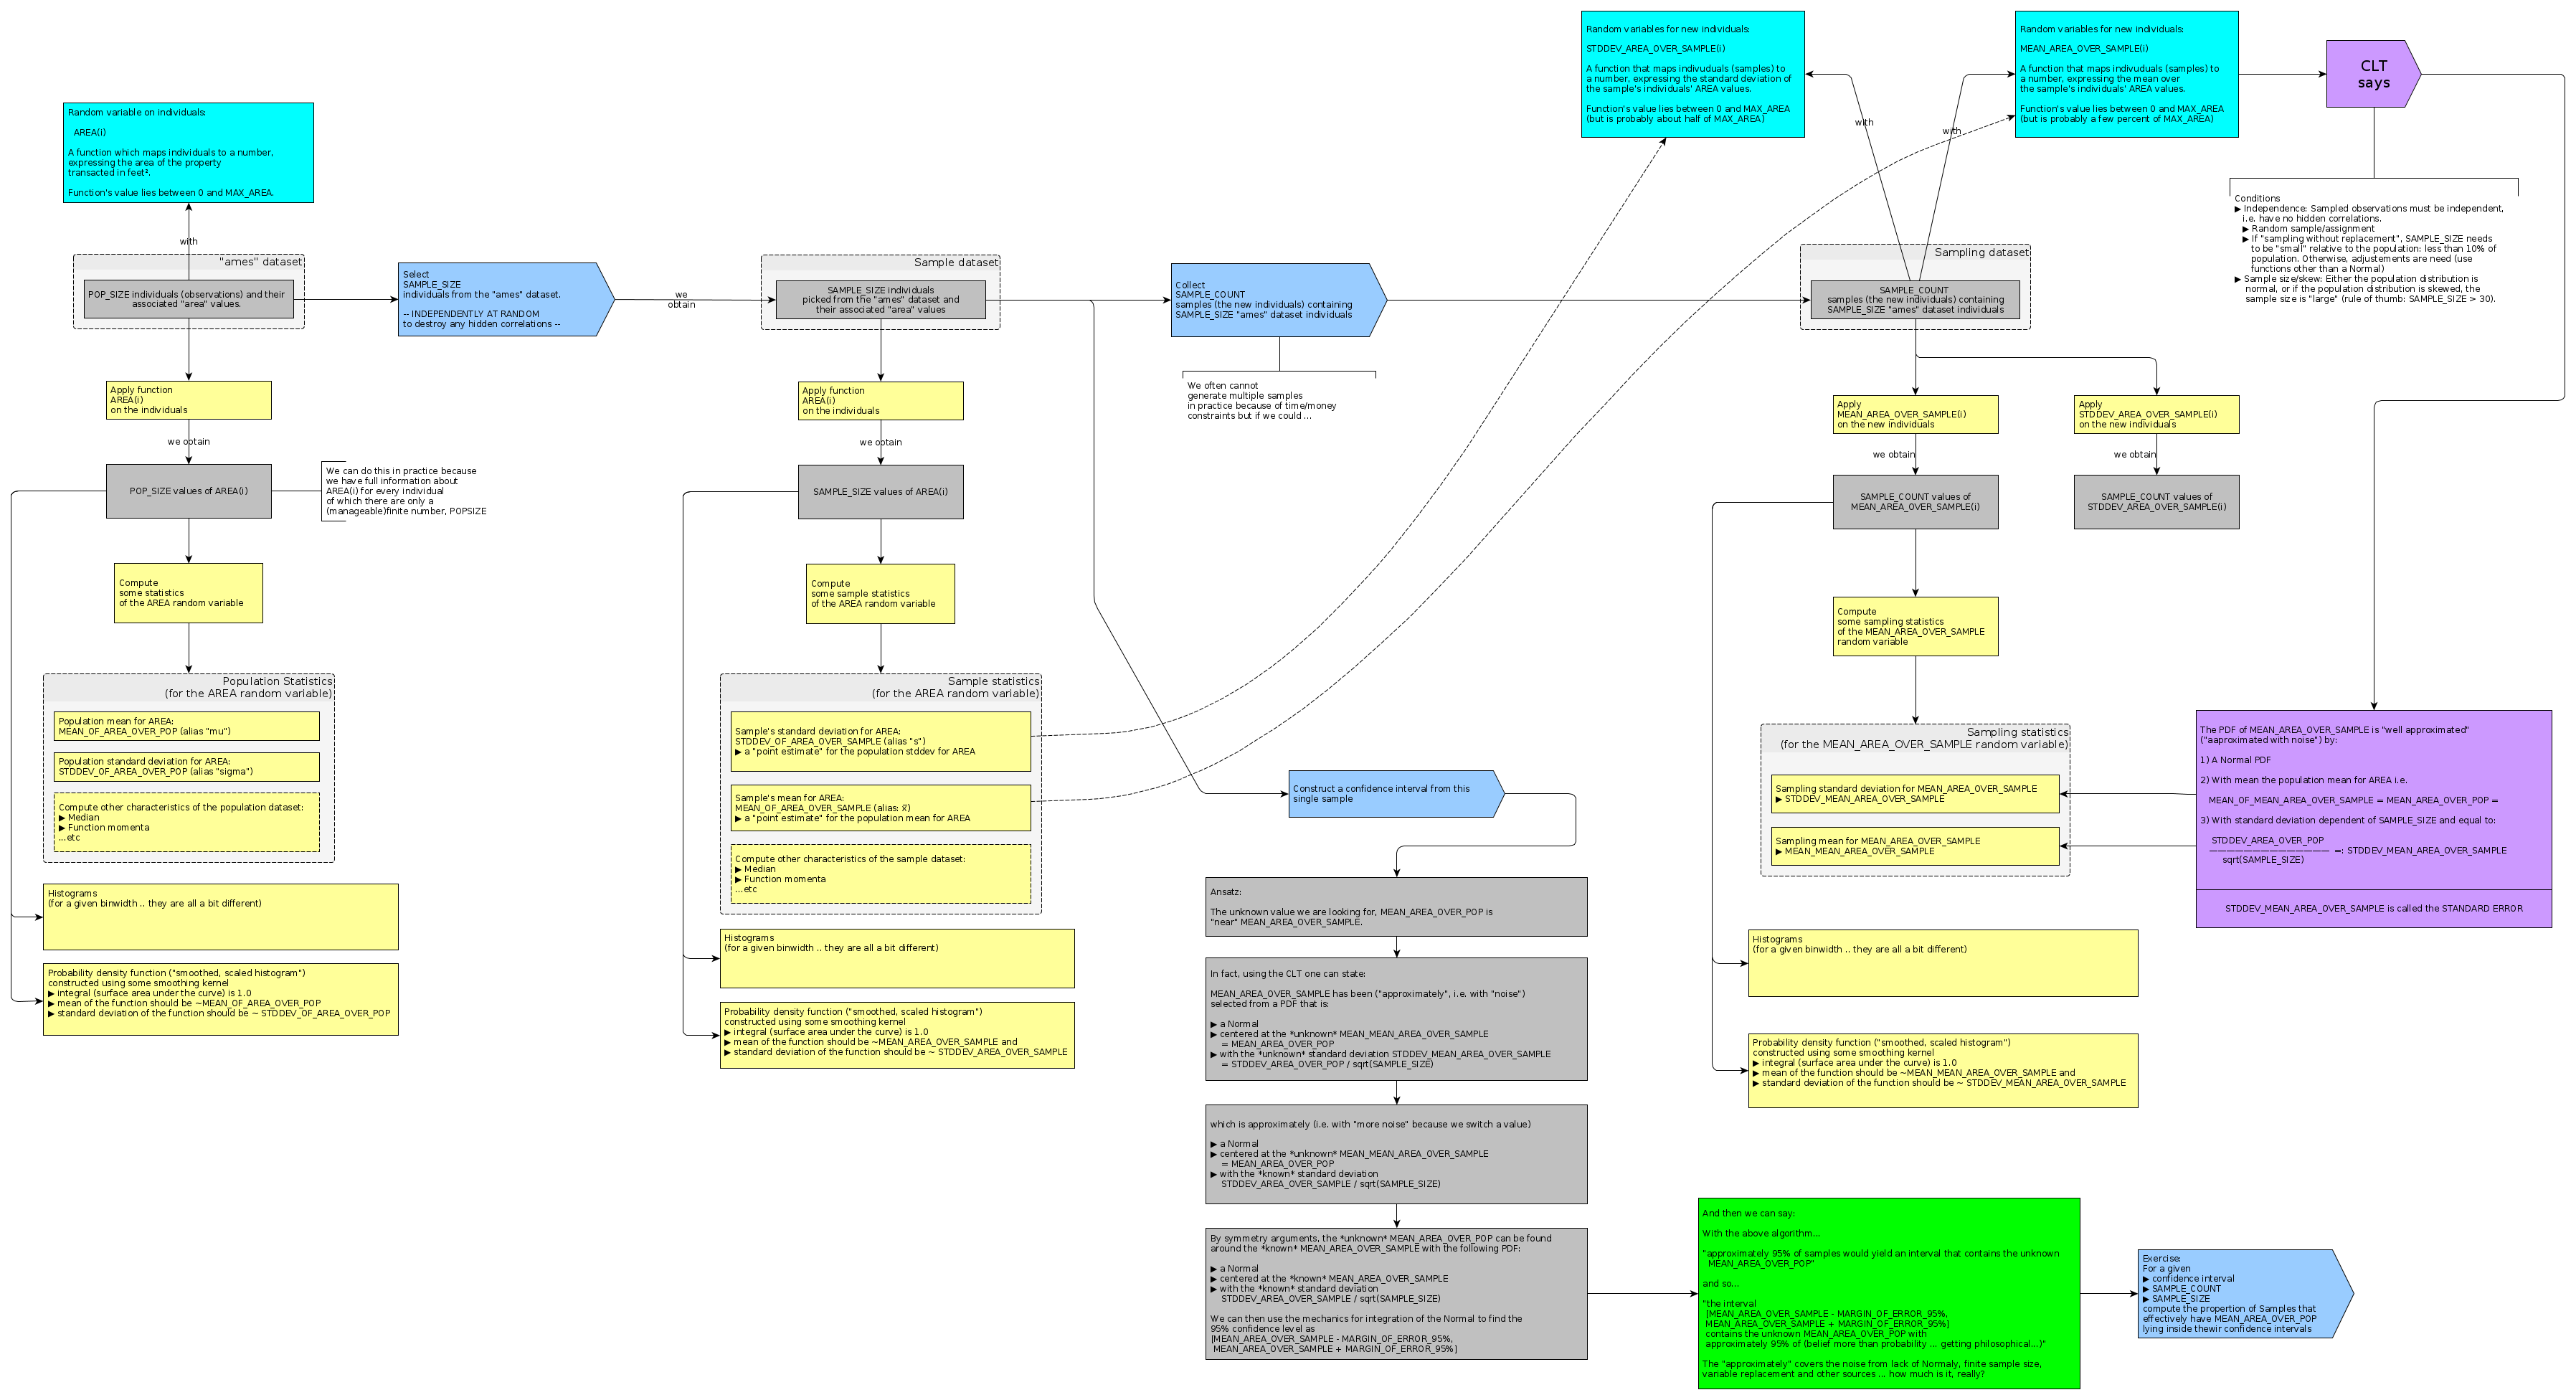 Random variable on individuals:
AREA(i)
A function which maps individuals to a number,
expressing the area of the property
transacted in feet².
Function's value lies between 0 and MAX_AREA.
with
"ames" dataset
POP_SIZE individuals (observations) and their
associated "area" values.
Apply function
AREA(i)
on the individuals
we obtain
POP_SIZE values of AREA(i)
We can do this in practice because
we have full information about
AREA(i) for every individual
of which there are only a
(manageable)finite number, POPSIZE
Compute
some statistics
of the AREA random variable
Population Statistics
(for the AREA random variable)
Population mean for AREA:
MEAN_OF_AREA_OVER_POP (alias "mu")
Population standard deviation for AREA:
STDDEV_OF_AREA_OVER_POP (alias "sigma")
Compute other characteristics of the population dataset:
▶ Median
▶ Function momenta
...etc
Histograms
(for a given binwidth .. they are all a bit different)
Probability density function ("smoothed, scaled histogram")
constructed using some smoothing kernel
▶ integral (surface area under the curve) is 1.0
▶ mean of the function should be ~MEAN_OF_AREA_OVER_POP
▶ standard deviation of the function should be ~ STDDEV_OF_AREA_OVER_POP
Select
SAMPLE_SIZE
individuals from the "ames" dataset.
-- INDEPENDENTLY AT RANDOM
to destroy any hidden correlations --
we
obtain
Sample dataset
SAMPLE_SIZE individuals
picked from the "ames" dataset and
their associated "area" values
Apply function
AREA(i)
on the individuals
we obtain
SAMPLE_SIZE values of AREA(i)
Compute
some sample statistics
of the AREA random variable
Sample statistics
(for the AREA random variable)
Sample's standard deviation for AREA:
STDDEV_OF_AREA_OVER_SAMPLE (alias "s")
▶ a "point estimate" for the population stddev for AREA
Sample's mean for AREA:
MEAN_OF_AREA_OVER_SAMPLE (alias: x̄)
▶ a "point estimate" for the population mean for AREA
Compute other characteristics of the sample dataset:
▶ Median
▶ Function momenta
...etc
Histograms
(for a given binwidth .. they are all a bit different)
Probability density function ("smoothed, scaled histogram")
constructed using some smoothing kernel
▶ integral (surface area under the curve) is 1.0
▶ mean of the function should be ~MEAN_AREA_OVER_SAMPLE and
▶ standard deviation of the function should be ~ STDDEV_AREA_OVER_SAMPLE
Collect
SAMPLE_COUNT
samples (the new individuals) containing
SAMPLE_SIZE "ames" dataset individuals
We often cannot
generate multiple samples
in practice because of time/money
constraints but if we could ...
Construct a confidence interval from this
single sample
Ansatz:
The unknown value we are looking for, MEAN_AREA_OVER_POP is
"near" MEAN_AREA_OVER_SAMPLE.
In fact, using the CLT one can state:
MEAN_AREA_OVER_SAMPLE has been ("approximately", i.e. with "noise")
selected from a PDF that is:
▶ a Normal
▶ centered at the *unknown* MEAN_MEAN_AREA_OVER_SAMPLE
= MEAN_AREA_OVER_POP
▶ with the *unknown* standard deviation STDDEV_MEAN_AREA_OVER_SAMPLE
= STDDEV_AREA_OVER_POP / sqrt(SAMPLE_SIZE)
which is approximately (i.e. with "more noise" because we switch a value)
▶ a Normal
▶ centered at the *unknown* MEAN_MEAN_AREA_OVER_SAMPLE
= MEAN_AREA_OVER_POP
▶ with the *known* standard deviation
STDDEV_AREA_OVER_SAMPLE / sqrt(SAMPLE_SIZE)
By symmetry arguments, the *unknown* MEAN_AREA_OVER_POP can be found
around the *known* MEAN_AREA_OVER_SAMPLE with the following PDF:
▶ a Normal
▶ centered at the *known* MEAN_AREA_OVER_SAMPLE
▶ with the *known* standard deviation
STDDEV_AREA_OVER_SAMPLE / sqrt(SAMPLE_SIZE)
We can then use the mechanics for integration of the Normal to find the
95% confidence level as
[MEAN_AREA_OVER_SAMPLE - MARGIN_OF_ERROR_95%,
MEAN_AREA_OVER_SAMPLE + MARGIN_OF_ERROR_95%]
Random variables for new individuals:
STDDEV_AREA_OVER_SAMPLE(i)
A function that maps indivuduals (samples) to
a number, expressing the standard deviation of
the sample's individuals' AREA values.
Function's value lies between 0 and MAX_AREA
(but is probably about half of MAX_AREA)
with
Random variables for new individuals:
MEAN_AREA_OVER_SAMPLE(i)
A function that maps indivuduals (samples) to
a number, expressing the mean over
the sample's individuals' AREA values.
Function's value lies between 0 and MAX_AREA
(but is probably a few percent of MAX_AREA)
with
Sampling dataset
SAMPLE_COUNT
samples (the new individuals) containing
SAMPLE_SIZE "ames" dataset individuals
Apply
MEAN_AREA_OVER_SAMPLE(i)
on the new individuals
we obtain
SAMPLE_COUNT values of
MEAN_AREA_OVER_SAMPLE(i)
Apply
STDDEV_AREA_OVER_SAMPLE(i)
on the new individuals
we obtain
SAMPLE_COUNT values of
STDDEV_AREA_OVER_SAMPLE(i)
Compute
some sampling statistics
of the MEAN_AREA_OVER_SAMPLE
random variable
Sampling statistics
(for the MEAN_AREA_OVER_SAMPLE random variable)
Sampling standard deviation for MEAN_AREA_OVER_SAMPLE
▶ STDDEV_MEAN_AREA_OVER_SAMPLE
Sampling mean for MEAN_AREA_OVER_SAMPLE
▶ MEAN_MEAN_AREA_OVER_SAMPLE
Histograms
(for a given binwidth .. they are all a bit different)
Probability density function ("smoothed, scaled histogram")
constructed using some smoothing kernel
▶ integral (surface area under the curve) is 1.0
▶ mean of the function should be ~MEAN_MEAN_AREA_OVER_SAMPLE and
▶ standard deviation of the function should be ~ STDDEV_MEAN_AREA_OVER_SAMPLE
CLT
says
Conditions
▶ Independence: Sampled observations must be independent,
i.e. have no hidden correlations.
▶ Random sample/assignment
▶ If "sampling without replacement", SAMPLE_SIZE needs
to be "small" relative to the population: less than 10% of
population. Otherwise, adjustements are need (use
functions other than a Normal)
▶ Sample size/skew: Either the population distribution is
normal, or if the population distribution is skewed, the
sample size is "large" (rule of thumb: SAMPLE_SIZE > 30).
The PDF of MEAN_AREA_OVER_SAMPLE is "well approximated"
("aaproximated with noise") by:
1) A Normal PDF
2) With mean the population mean for AREA i.e.
MEAN_OF_MEAN_AREA_OVER_SAMPLE = MEAN_AREA_OVER_POP =
3) With standard deviation dependent of SAMPLE_SIZE and equal to:
STDDEV_AREA_OVER_POP
——————————————— =: STDDEV_MEAN_AREA_OVER_SAMPLE
sqrt(SAMPLE_SIZE)
STDDEV_MEAN_AREA_OVER_SAMPLE is called the STANDARD ERROR
And then we can say:
With the above algorithm...
"approximately 95% of samples would yield an interval that contains the unknown
MEAN_AREA_OVER_POP"
and so...
"the interval
[MEAN_AREA_OVER_SAMPLE - MARGIN_OF_ERROR_95%,
MEAN_AREA_OVER_SAMPLE + MARGIN_OF_ERROR_95%]
contains the unknown MEAN_AREA_OVER_POP with
approximately 95% of (belief more than probability ... getting philosophical...)"
The "approximately" covers the noise from lack of Normaly, finite sample size,
variable replacement and other sources ... how much is it, really?
Exercise:
For a given
▶ confidence interval
▶ SAMPLE_COUNT
▶ SAMPLE_SIZE
compute the propertion of Samples that
effectively have MEAN_AREA_OVER_POP
lying inside thewir confidence intervals